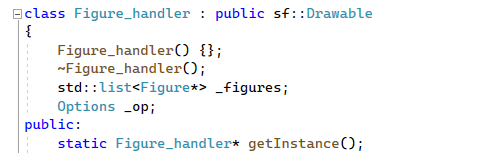 class Figure_handler : public sf::Drawable
{
    Figure_handler() {};
    ~Figure_handler();
    std::list<Figure*> _figures;
    Options _op;
public:
    static Figure_handler* getInstance();